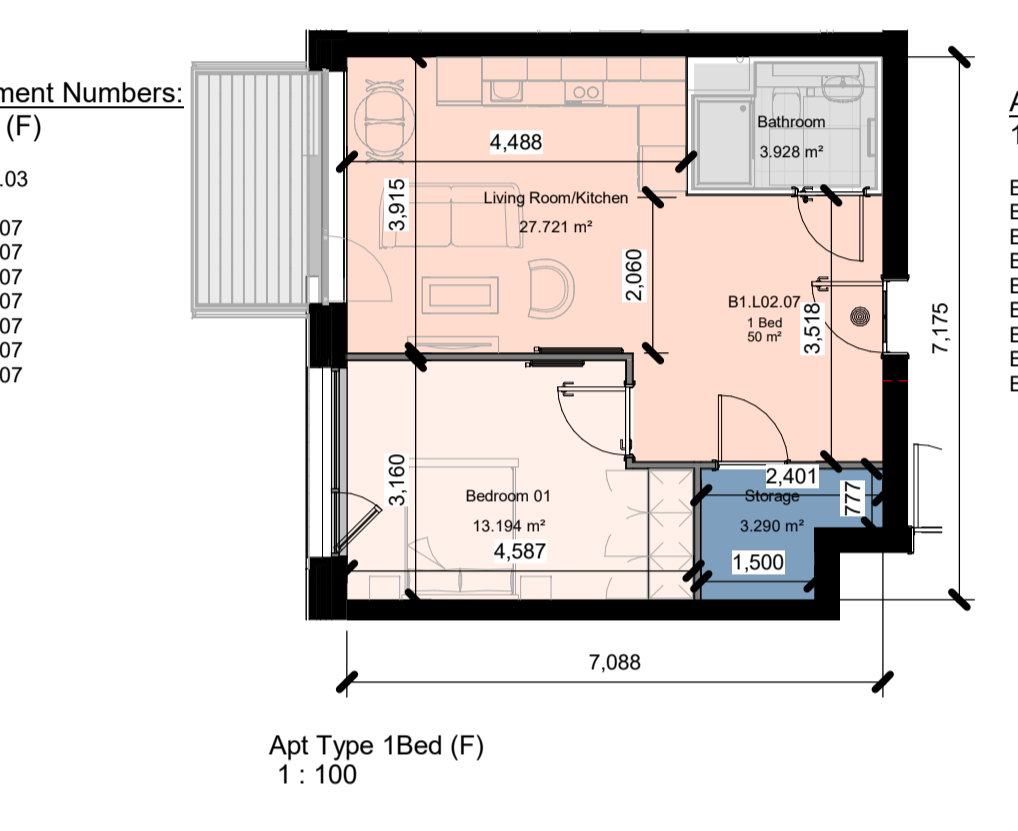 ment Numbers:
(F)
.03
07
07
07
07
07
07
07
4,488
3,915
Living Room/Kitchen
27.721 m²
2,060
Bathroom
3.928 m²
B1.L02.07
1 Bed
50 m²
3,518
7,175
3,160
Bedroom 01
13.194 m²
4,587
2,401
Storage
777
3.290 m²
1,500
7,088
Apt Type 1Bed (F)
1 : 100
A
1
B
B
B
B
B
B
B
B
B